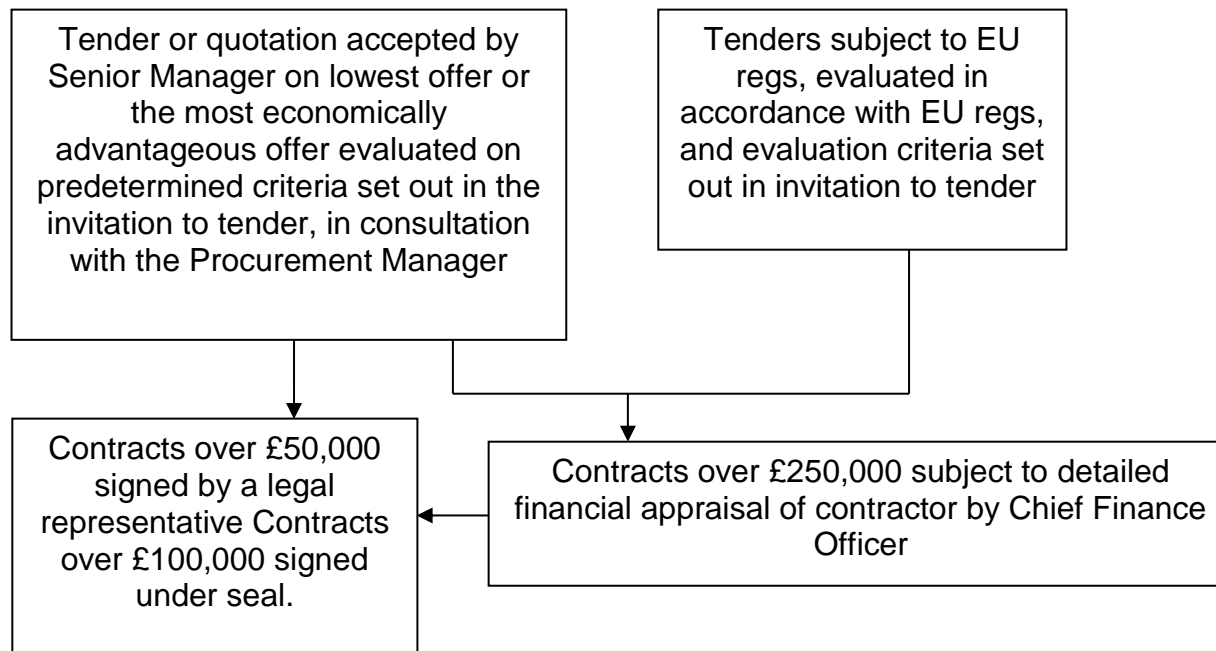 Tender or quotation accepted by
Senior Manager on lowest offer or
the most economically
advantageous offer evaluated on
predetermined criteria set out in the
invitation to tender, in consultation
with the Procurement Manager
Tenders subject to EU
regs, evaluated in
accordance with EU regs,
and evaluation criteria set
out in invitation to tender
Contracts over £50,000
signed by a legal
representative Contracts
over £100,000 signed
under seal.
Contracts over £250,000 subject to detailed
financial appraisal of contractor by Chief Finance
Officer